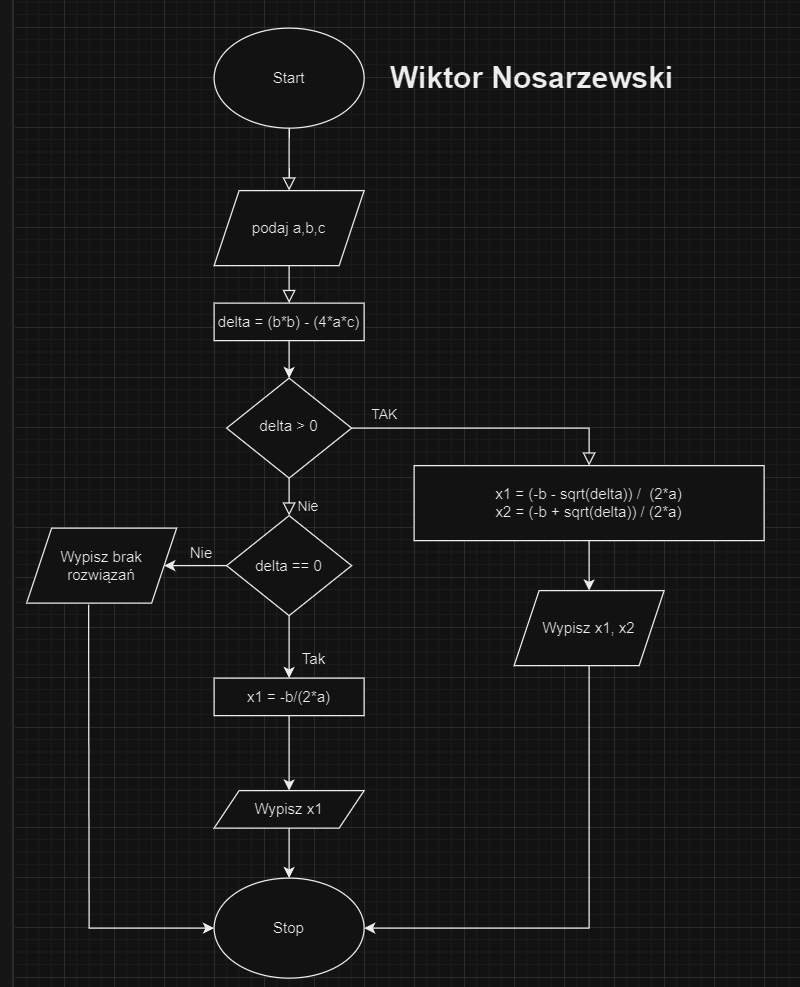 Start
Wiktor Nosarzewski
podaj a,b,c
delta = (b*b) - (4*a*c)
delta > 0
TAK
x1 = (-b - sqrt(delta)) /  (2*a)
x2 = (-b + sqrt(delta)) / (2*a)
Nie
delta == 0
Nie
Wypisz brak
rozwiązań
Wypisz x1, x2
Tak
x1 = -b/(2*a)
Wypisz x1
Stop